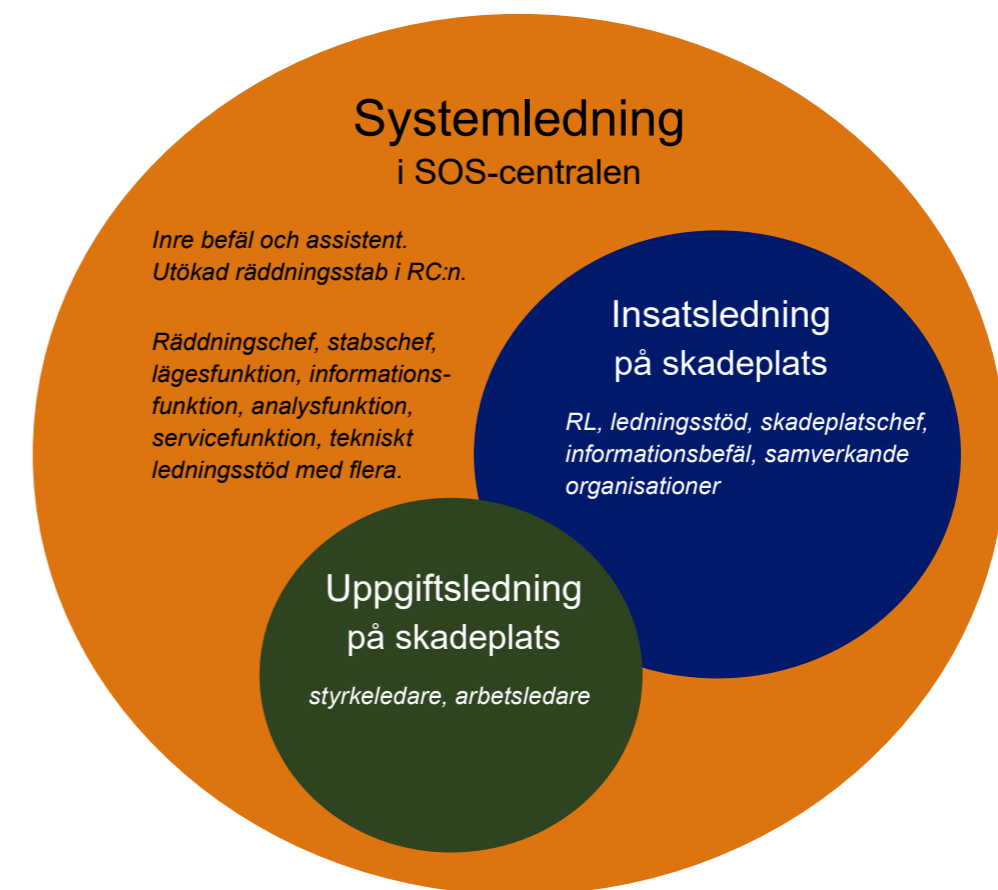 Systemledning
i SOS-centralen
Inre befäl och assistent.
Utökad räddningsstab i RC:n.
Räddningschef, stabschef,
lägesfunktion, informations-
funktion, analysfunktion,
servicefunktion, tekniskt
ledningsstöd med flera.
Insatsledning
på skadeplats
RL, ledningsstöd, skadeplatschef,
informationsbefäl, samverkande
organisationer
Uppgiftsledning
på skadeplats
styrkeledare, arbetsledare